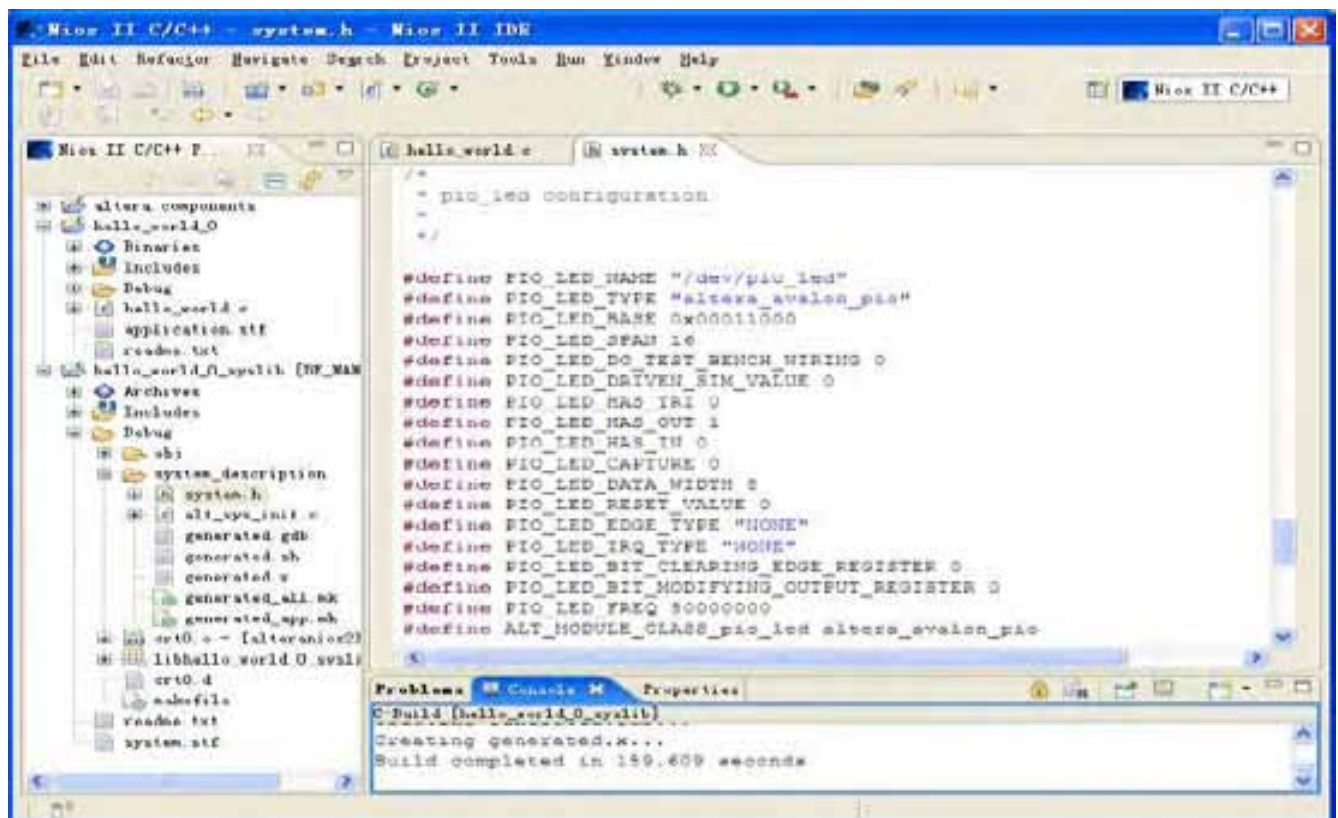 Nios II C/C++ - system.h - Nios II IDE
File Edit Refactor Navigate Search Project Tools Run Window Help
Nios II C/C++
Nios II C/C++ P...
altera.components
hello_world_0
Binaries
Includes
Debug
hello_world.c
application.stf
readme.txt
hello_world_0_syslib
Archives
Includes
Debug
obj
system_description
system.h
alt_sys_init.c
generated.gdb
generated.sh
generated.x
generated_all.mk
generated_app.mk
crt0.o - [alteranios2]
libhello_world_0_sysli
crt0.d
makefile
readme.txt
system.stf
hello_world.c
system.h
/*
* pio_led configuration
*
*/
#define PIO_LED_NAME "/dev/pio_led"
#define PIO_LED_TYPE "altera_avalon_pio"
#define PIO_LED_BASE 0x00011000
#define PIO_LED_SPAN 16
#define PIO_LED_DO_TEST_BENCH_WIRING 0
#define PIO_LED_DRIVEN_SIM_VALUE 0
#define PIO_LED_HAS_TRI 0
#define PIO_LED_HAS_OUT 1
#define PIO_LED_HAS_IN 0
#define PIO_LED_CAPTURE 0
#define PIO_LED_DATA_WIDTH 8
#define PIO_LED_RESET_VALUE 0
#define PIO_LED_EDGE_TYPE "NONE"
#define PIO_LED_IRQ_TYPE "NONE"
#define PIO_LED_BIT_CLEARING_EDGE_REGISTER 0
#define PIO_LED_BIT_MODIFYING_OUTPUT_REGISTER 0
#define PIO_LED_FREQ
#define ALT_MODULE_CLASS_pio_led altera_avalon_pio
Problems Console Properties
C-Build [hello_world_0_syslib]
Creating generated.x...
Build completed in 199.609 seconds